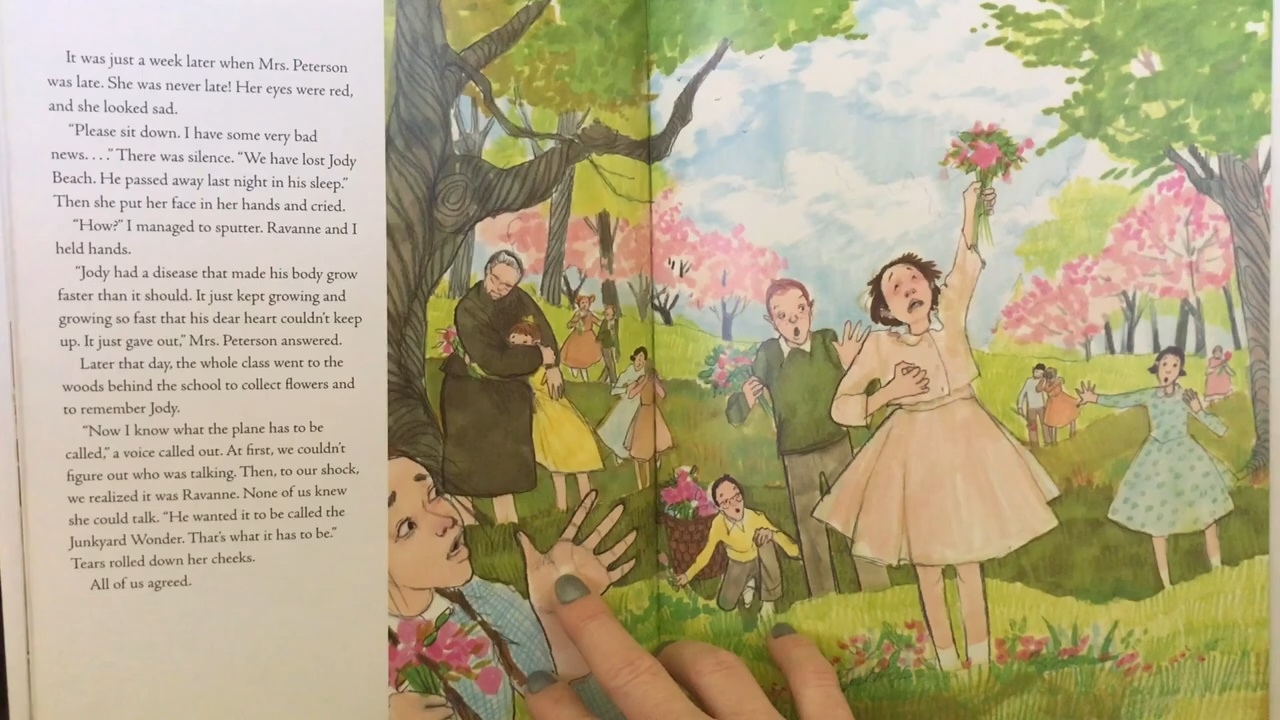 It was just a week later when Mrs. Peterson
was late. She was never late! Her eyes were red,
and she looked sad.
"Please sit down. I have some very bad
news. . . ." There was silence. "We have lost Jody
Beach. He passed away last night in his sleep."
Then she put her face in her hands and cried.
"How?" I managed to sputter. Ravanne and I
held hands.
"Jody had a disease that made his body grow
faster than it should. It just kept growing and
growing so fast that his dear heart couldn't keep
up. It just gave out," Mrs. Peterson answered.
Later that day, the whole class went to the
woods behind the school to collect flowers and
to remember Jody.
"Now I know what the plane has to be
called," a voice called out. At first, we couldn't
figure out who was talking. Then, to our shock,
we realized it was Ravanne. None of us knew
she could talk. "He wanted it to be called the
Junkyard Wonder. That's what it has to be."
Tears rolled down her cheeks.
All of us agreed.